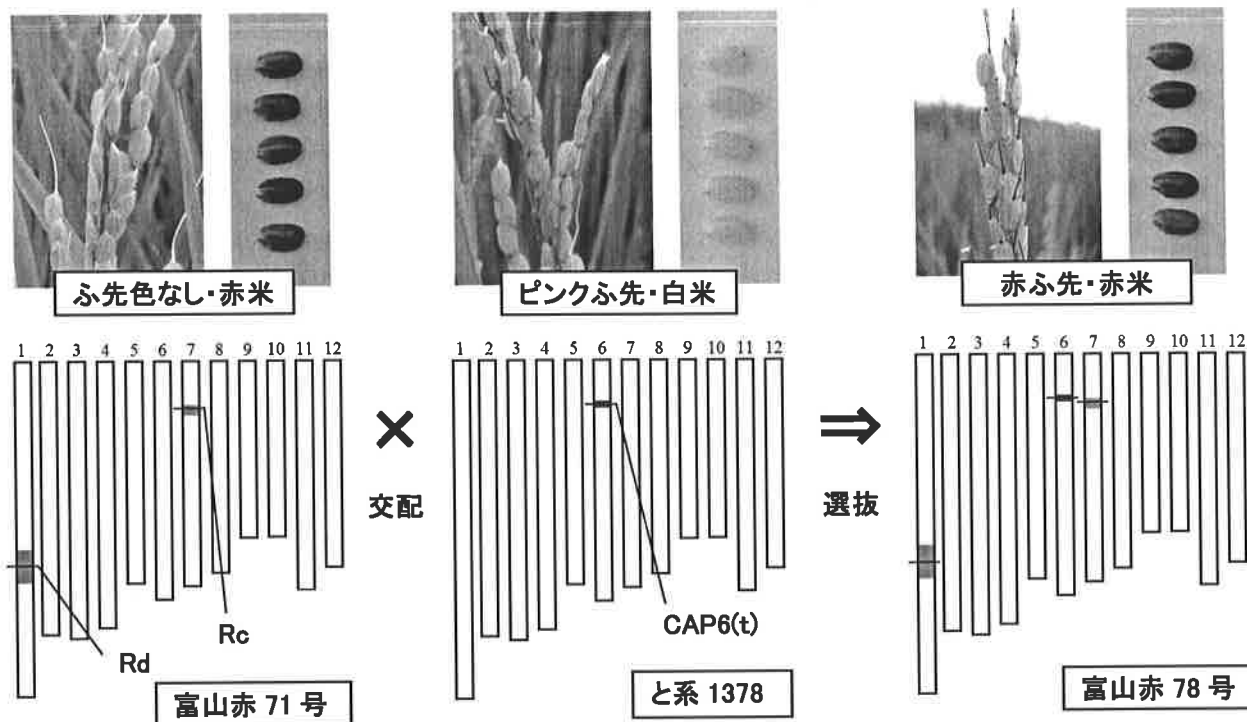 ふ先色なし・赤米
ピンクふ先・白米
赤ふ先・赤米
1 2 3 4 5 6 7 8 9 10 11 12
1 2 3 4 5 6 7 8 9 10 11 12
1 2 3 4 5 6 7 8 9 10 11 12
×
交配
⇒
選抜
Rd
Rc
CAP6(t)
富山赤 71 号
と系 1378
富山赤 78 号